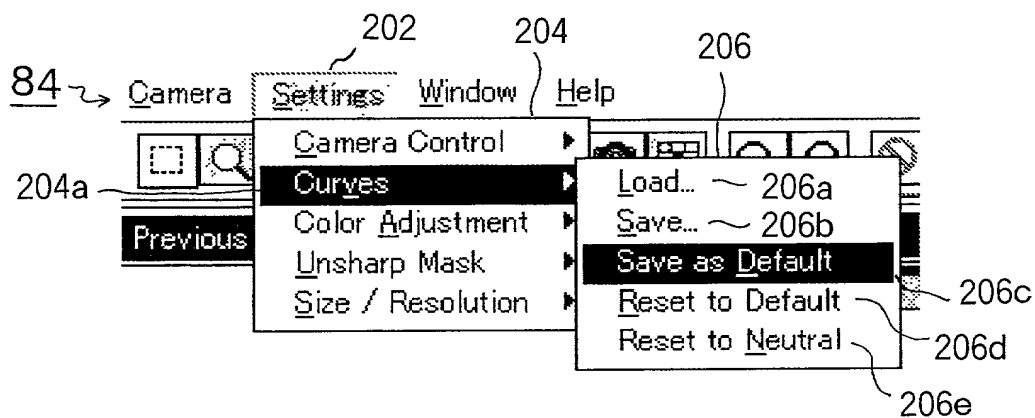 202
204
206
84 Camera Settings Window Help
Camera Control
204a Curves
Load... 206a
Color Adjustment
Save... 206b
Previous
Unsharp Mask
Save as Default
206c
Size / Resolution
Reset to Default
206d
Reset to Neutral
206e